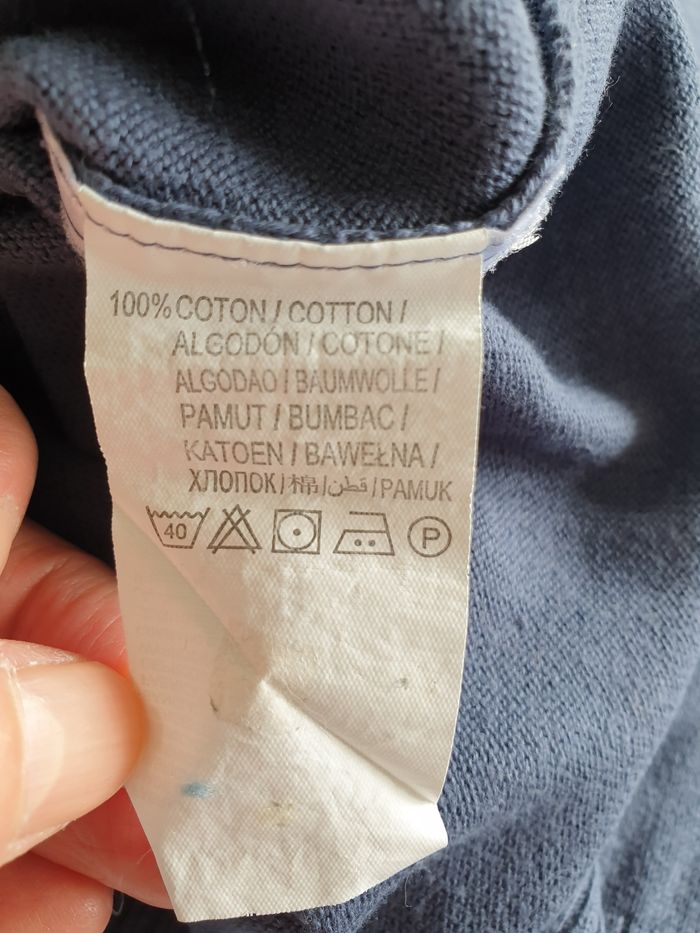 100% COTON / COTTON /
ALGODÓN / COTONE /
ALGODAO / BAUMWOLLE /
PAMUT / BUMBAC /
KATOEN / BAWEŁNA /
ХЛОПОК / 棉 / قطن / PAMUK
40 P